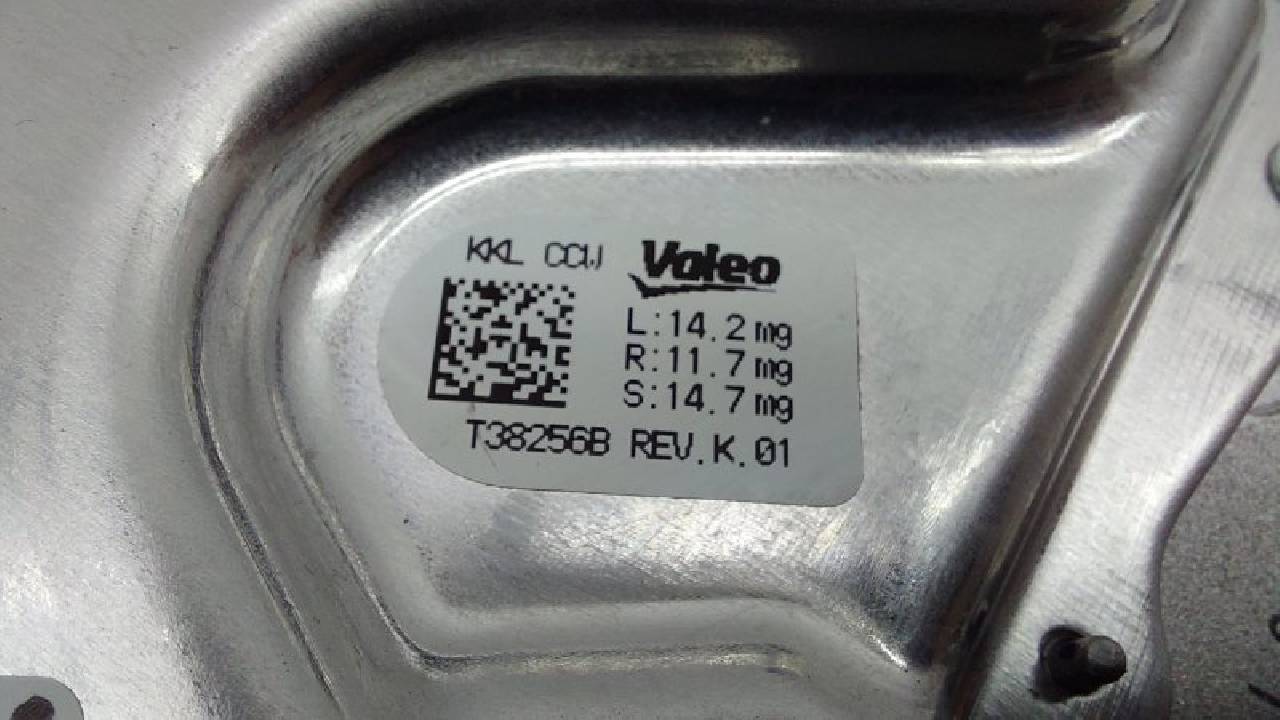 KKL CCW Valeo
L:14.2mg
R:11.7mg
S:14.7mg
T38256B REV.K.01